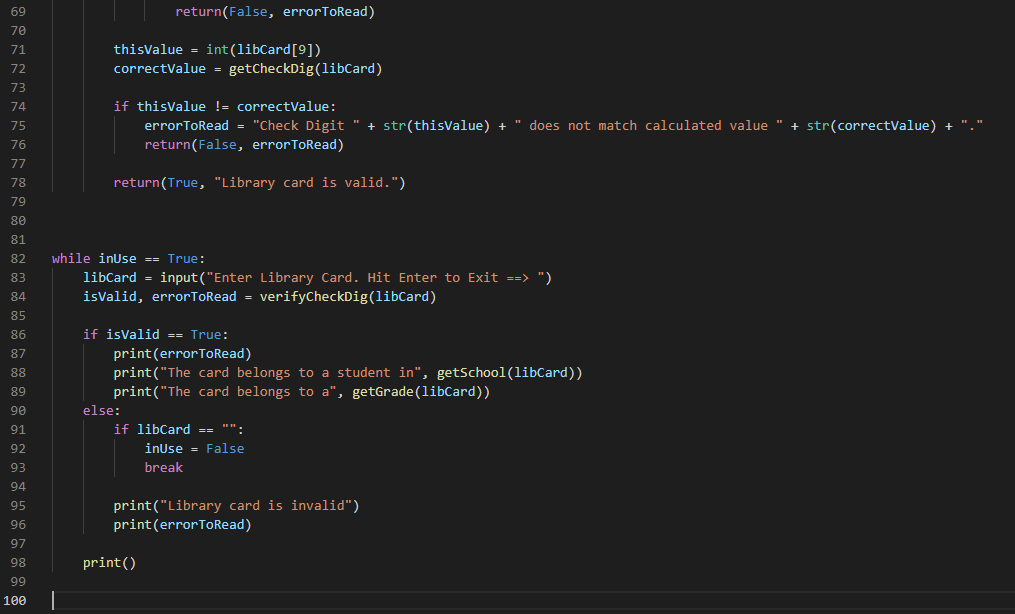 69 return(False, errorToRead)
70
71 thisValue = int(libCard[9])
72 correctValue = getCheckDig(libCard)
73
74 if thisValue != correctValue:
75 errorToRead = "Check Digit " + str(thisValue) + " does not match calculated value " + str(correctValue) + "."
76 return(False, errorToRead)
77
78 return(True, "Library card is valid.")
79
80
81
82 while inUse == True:
83 libCard = input("Enter Library Card. Hit Enter to Exit ==> ")
84 isValid, errorToRead = verifyCheckDig(libCard)
85
86 if isValid == True:
87 print(errorToRead)
88 print("The card belongs to a student in", getSchool(libCard))
89 print("The card belongs to a", getGrade(libCard))
90 else:
91 if libCard == "":
92 inUse = False
93 break
94
95 print("Library card is invalid")
96 print(errorToRead)
97
98 print()
99
100